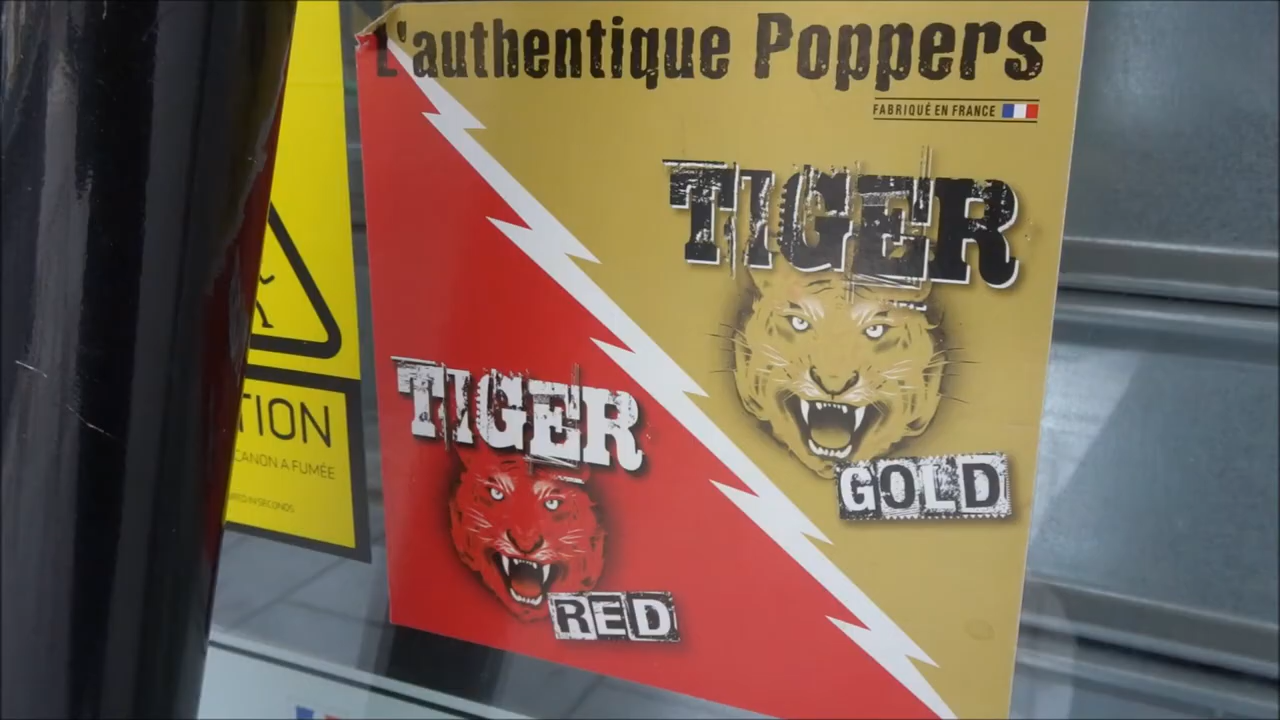 L'authentique Poppers
FABRIQUÉ EN FRANCE
TIGER
GOLD
TIGER
RED
TION
CANON A FUMÉE